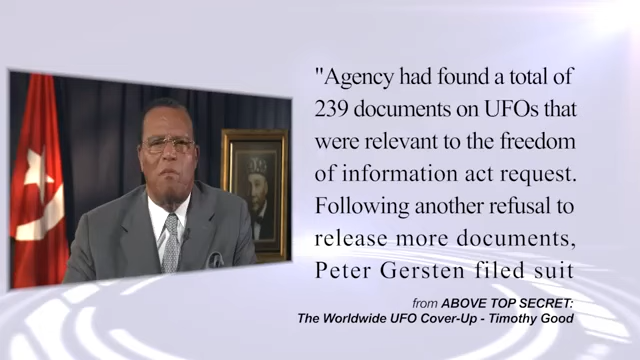 "Agency had found a total of
239 documents on UFOs that
were relevant to the freedom
of information act request.
Following another refusal to
release more documents,
Peter Gersten filed suit
from ABOVE TOP SECRET:
The Worldwide UFO Cover-Up - Timothy Good